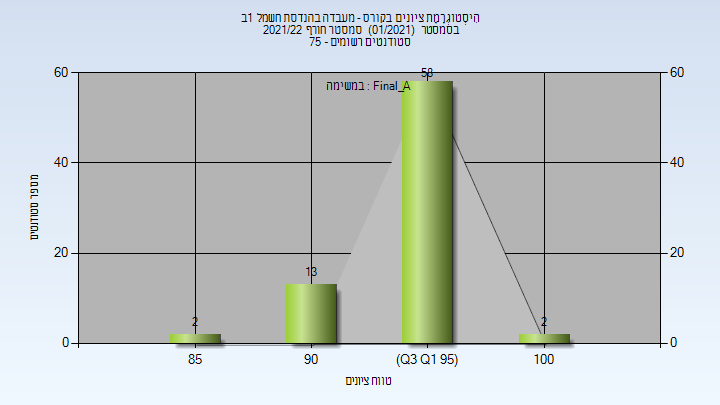 היסטוגרמת ציונים בקורס - מעבדה בהנדסת חשמל 1ב
בסמסטר (01/2021) סמסטר חורף 2021/22
סטודנטים רשומים - 75
במשימה : Final_A
60
60
58
40
40
מספר סטודנטים
20
20
13
2
2
0
0
85
90
(Q3 Q1 95)
100
טווח ציונים